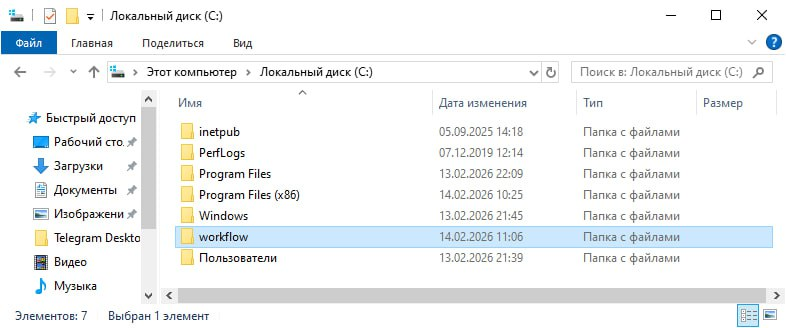 Локальный диск (C:)
Файл Главная Поделиться Вид
Этот компьютер Локальный диск (C:) Поиск в: Локальный диск (C:)
Имя Дата изменения Тип Размер
Быстрый доступ
Рабочий сто.
Загрузки
Документы
Изображени
Telegram Deskto
Видео
Музыка
inetpub 05.09.2025 14:18 Папка с файлами
PerfLogs 07.12.2019 12:14 Папка с файлами
Program Files 13.02.2026 22:09 Папка с файлами
Program Files (x86) 14.02.2026 10:25 Папка с файлами
Windows 13.02.2026 21:45 Папка с файлами
workflow 14.02.2026 11:06 Папка с файлами
Пользователи 13.02.2026 21:39 Папка с файлами
Элементов: 7 Выбран 1 элемент